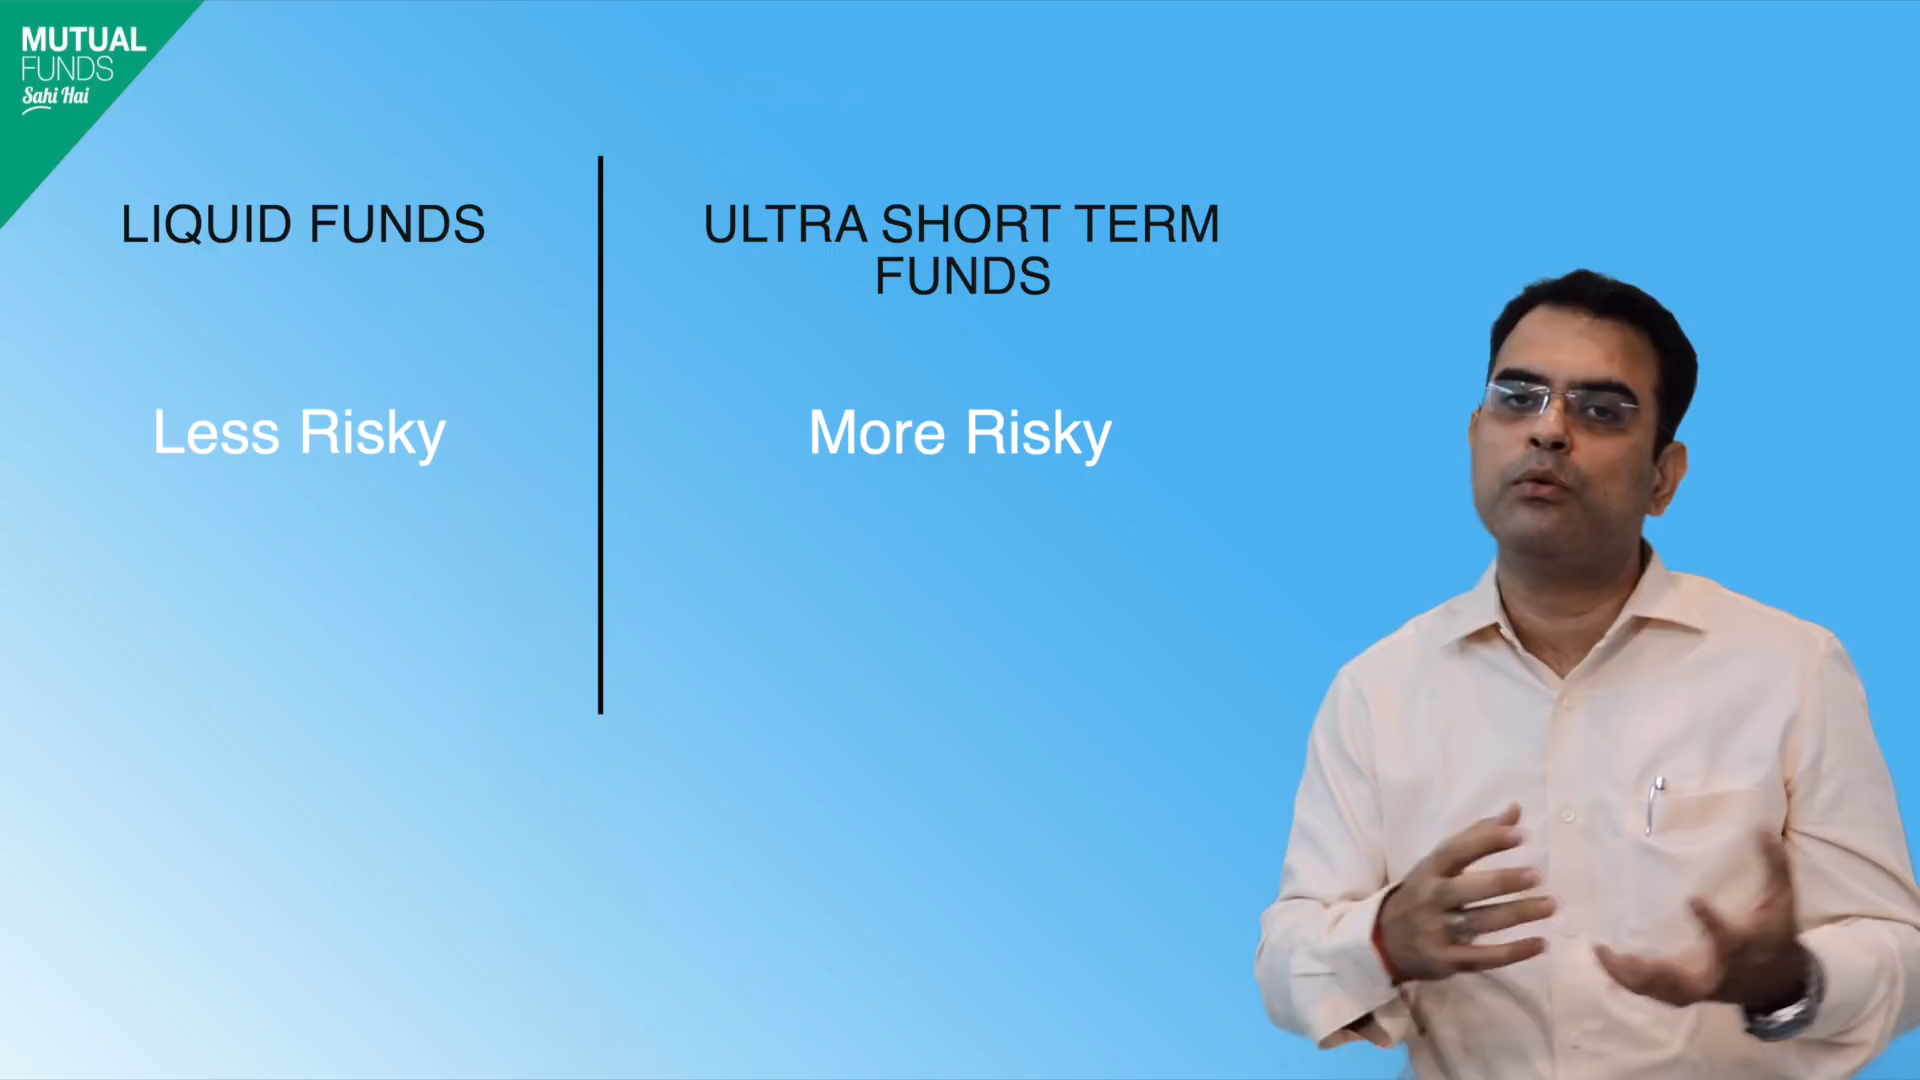 MUTUAL
FUNDS
Sahi Hai
LIQUID FUNDS
ULTRA SHORT TERM
FUNDS
Less Risky
More Risky